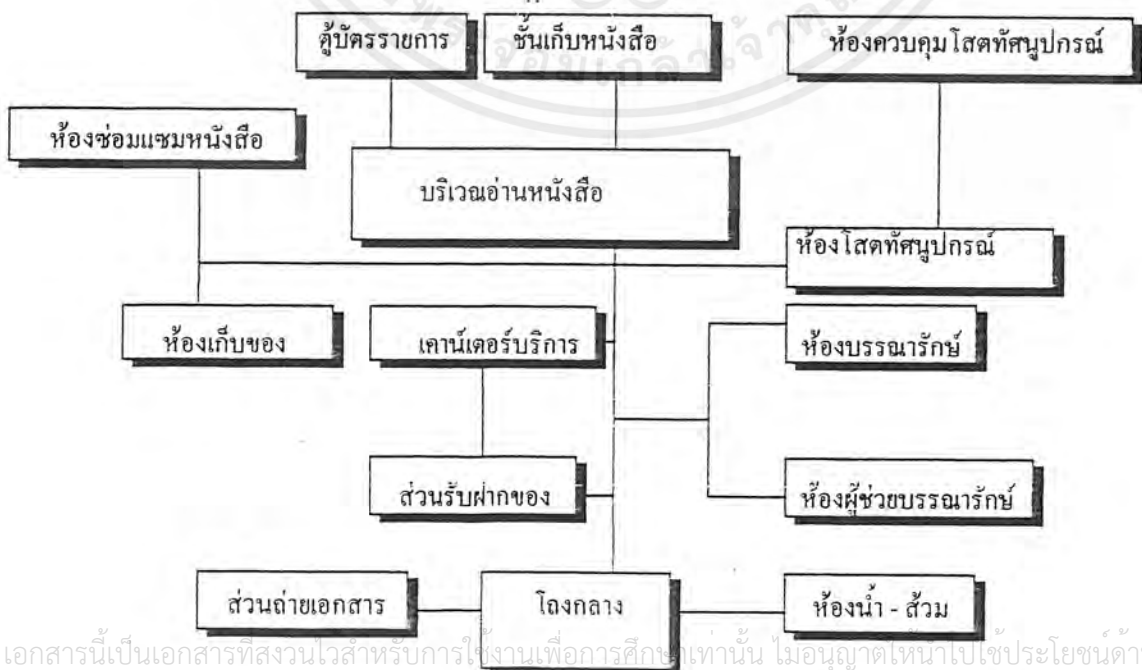 ตู้บัตรรายการ
ชั้นเก็บหนังสือ
ห้องควบคุมโสตทัศนูปกรณ์
ห้องซ่อมแซมหนังสือ
บริเวณอ่านหนังสือ
ห้องโสตทัศนูปกรณ์
ห้องเก็บของ
เคาน์เตอร์บริการ
ห้องบรรณารักษ์
ส่วนรับฝากของ
ห้องผู้ช่วยบรรณารักษ์
ส่วนถ่ายเอกสาร
โถงกลาง
ห้องน้ำ - ส้วม
เอกสารนี้เป็นเอกสารที่สงวนไว้สำหรับการใช้งานเพื่อการศึกษาเท่านั้น ไม่อนุญาตให้นำไปใช้ประโยชน์ด้า